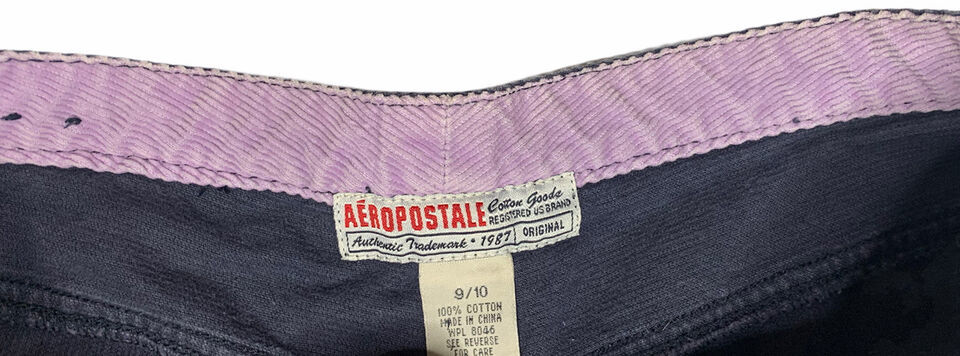 AÉROPOSTALE Cotton Goods
REGISTERED US BRAND
Authentic Trademark • 1987 ORIGINAL
9/10
100% COTTON
MADE IN CHINA
WPL 8046
SEE REVERSE
FOR CARE